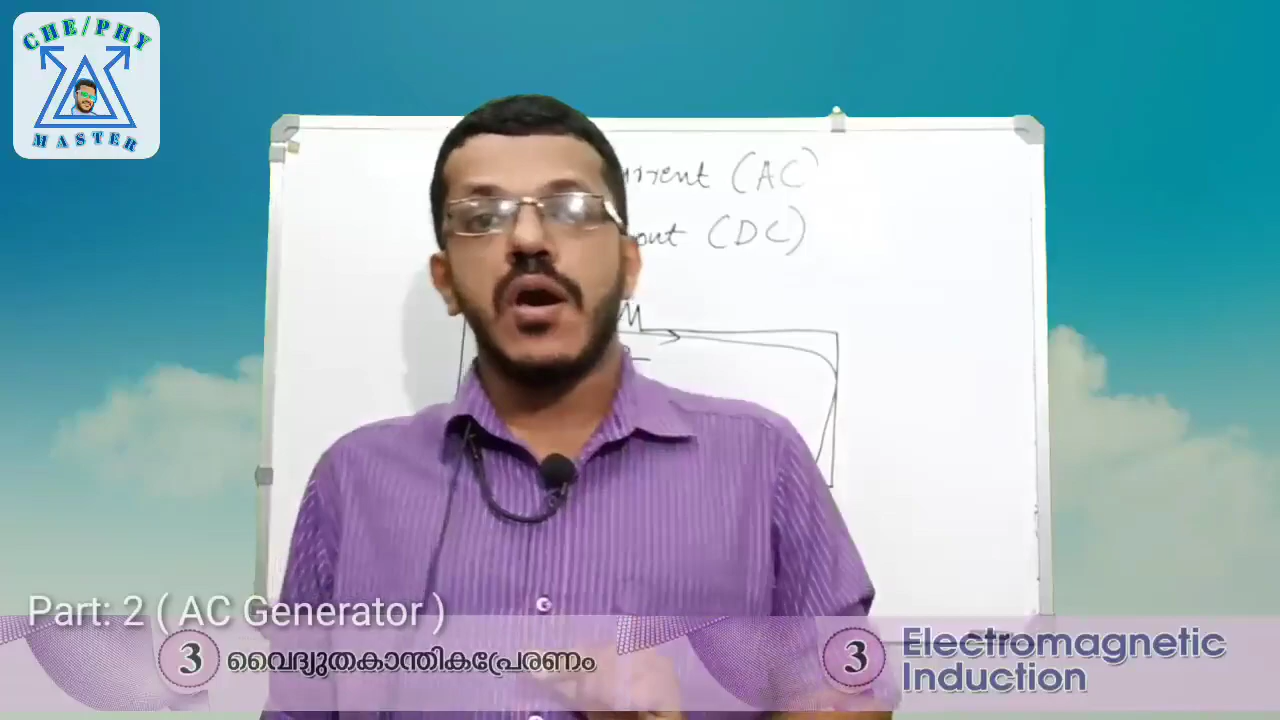 CHE/PHY
MASTER
(AC)
(DC)
Part: 2 ( AC Generator )
3 വൈദ്യുതകാന്തികപ്രേരണം
3 Electromagnetic
Induction